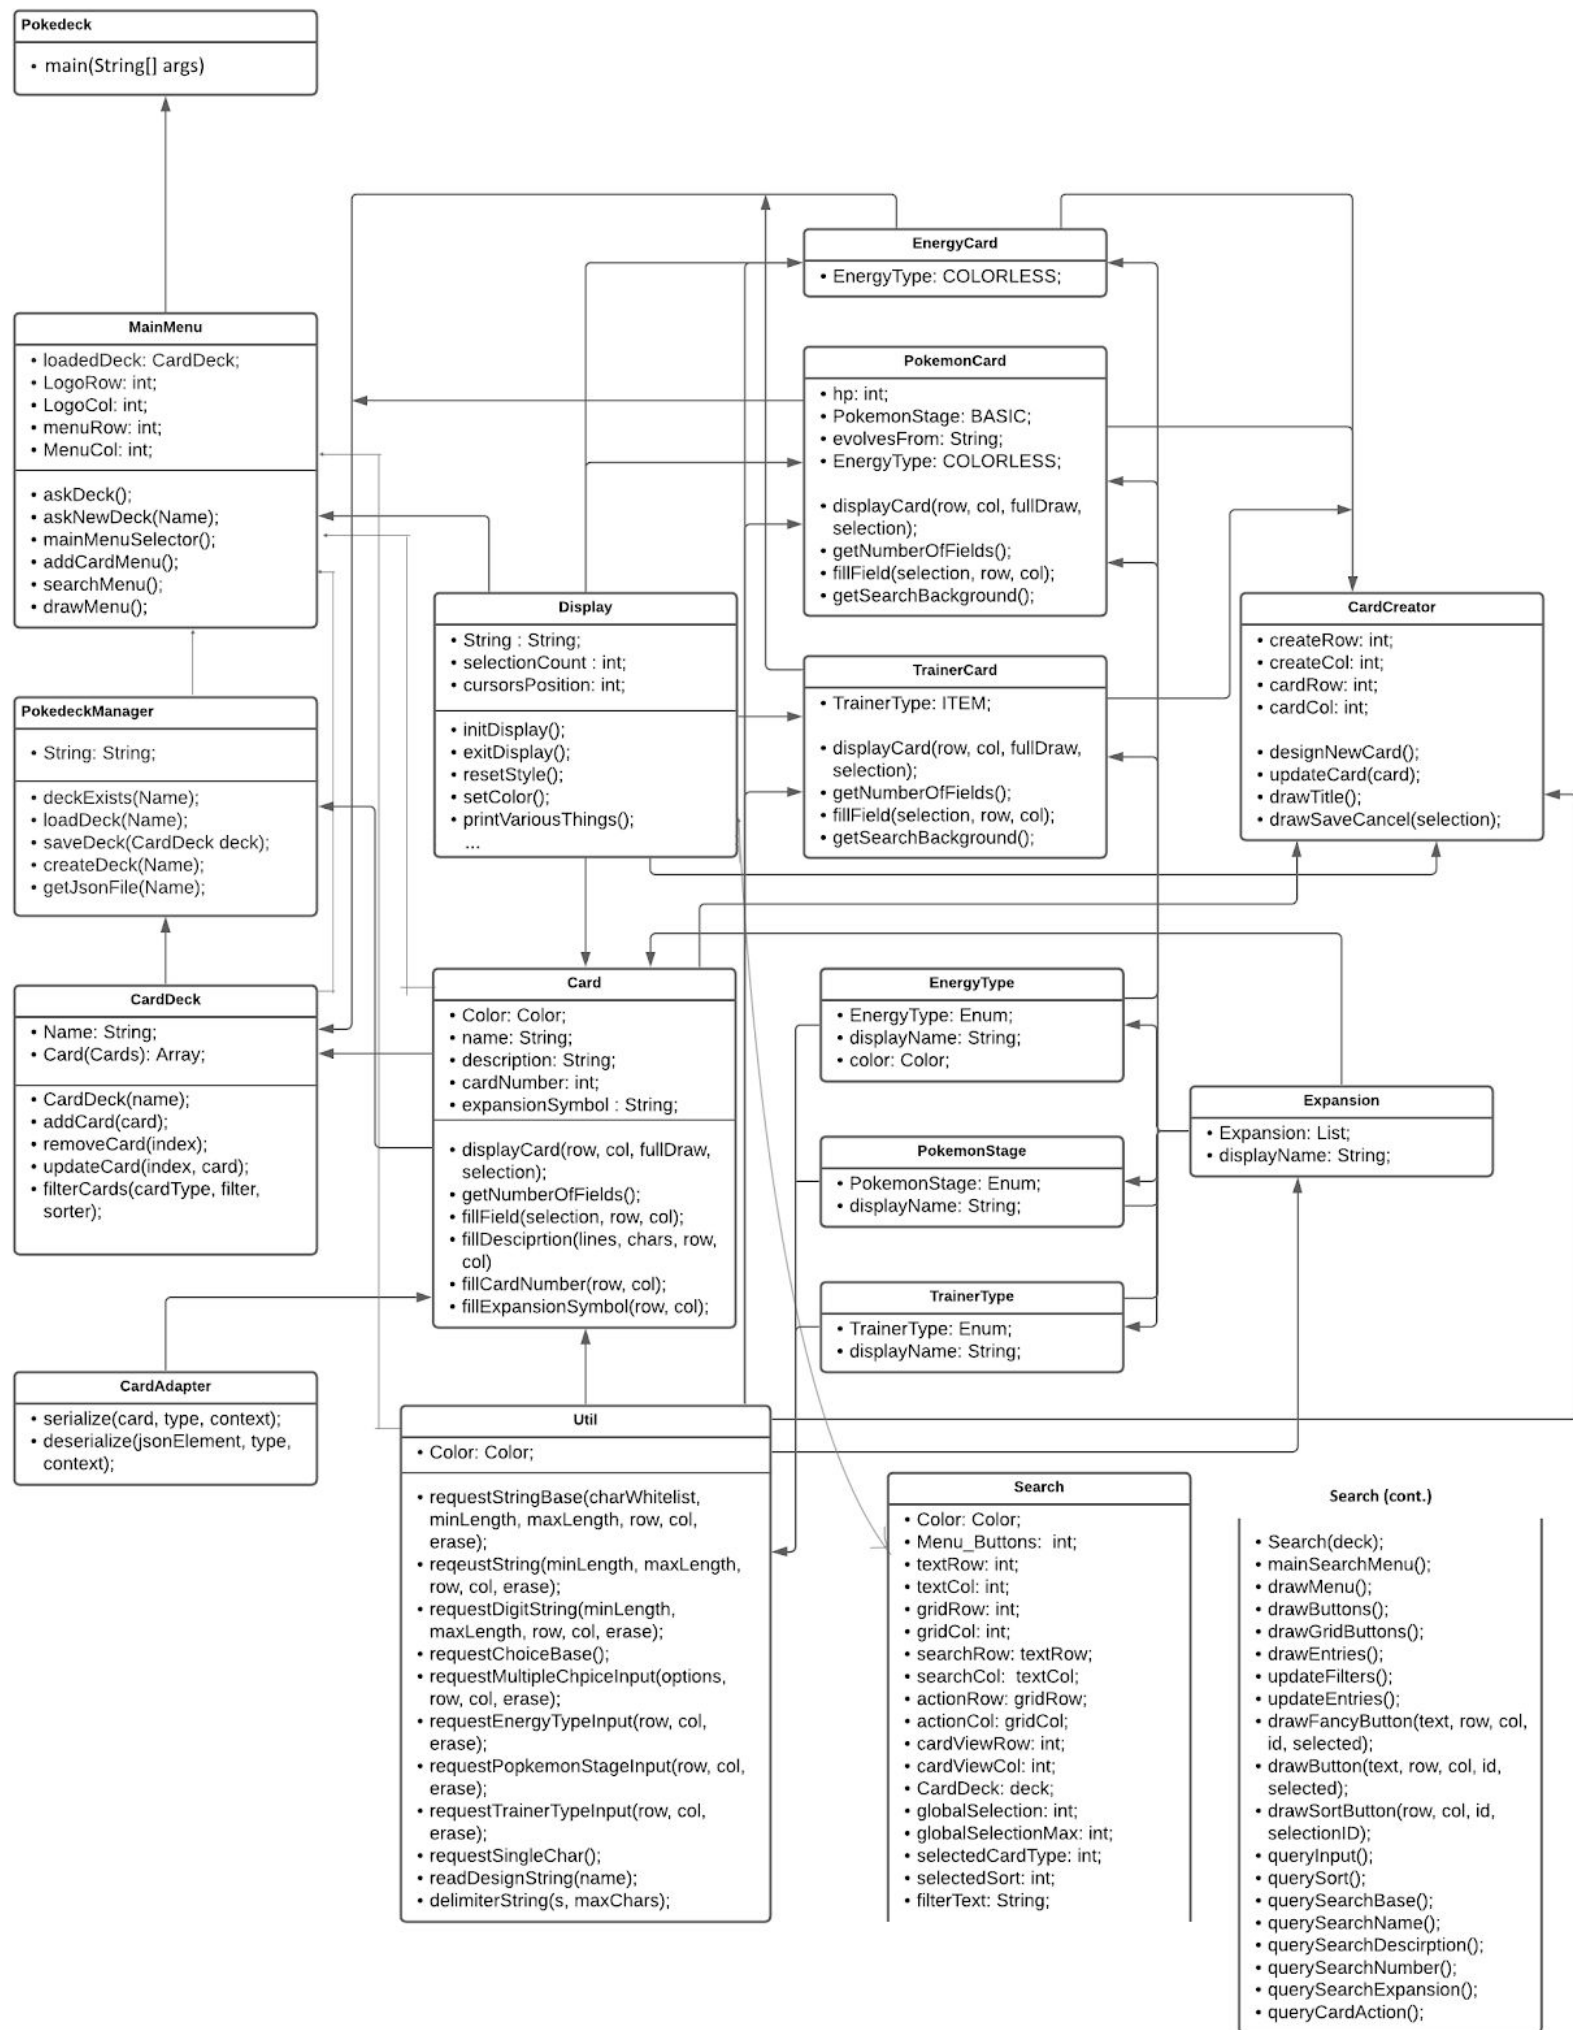 Pokedeck
• main(String[] args)
EnergyCard
• EnergyType: COLORLESS;
MainMenu
• loadedDeck: CardDeck;
• LogoRow: int;
• LogoCol: int;
• menuRow: int;
• MenuCol: int;
• askDeck();
• askNewDeck(Name);
• mainMenuSelector();
• addCardMenu();
• searchMenu();
• drawMenu();
PokemonCard
• hp: int;
• PokemonStage: BASIC;
• evolvesFrom: String;
• EnergyType: COLORLESS;
• displayCard(row, col, fullDraw,
selection);
• getNumberOfFields();
• fillField(selection, row, col);
• getSearchBackground();
Display
• String : String;
• selectionCount : int;
• cursorsPosition: int;
• initDisplay();
• exitDisplay();
• resetStyle();
• setColor();
• printVariousThings();
...
TrainerCard
• TrainerType: ITEM;
• displayCard(row, col, fullDraw,
selection);
• getNumberOfFields();
• fillField(selection, row, col);
• getSearchBackground();
CardCreator
• createRow: int;
• createCol: int;
• cardRow: int;
• cardCol: int;
• designNewCard();
• updateCard(card);
• drawTitle();
• drawSaveCancel(selection);
PokedeckManager
• String: String;
• deckExists(Name);
• loadDeck(Name);
• saveDeck(CardDeck deck);
• createDeck(Name);
• getJsonFile(Name);
CardDeck
• Name: String;
• Card(Cards): Array;
• CardDeck(name);
• addCard(card);
• removeCard(index);
• updateCard(index, card);
• filterCards(cardType, filter,
sorter);
Card
• Color: Color;
• name: String;
• description: String;
• cardNumber: int;
• expansionSymbol : String;
• displayCard(row, col, fullDraw,
selection);
• getNumberOfFields();
• fillField(selection, row, col);
• fillDesciprtion(lines, chars, row,
col)
• fillCardNumber(row, col);
• fillExpansionSymbol(row, col);
EnergyType
• EnergyType: Enum;
• displayName: String;
• color: Color;
PokemonStage
• PokemonStage: Enum;
• displayName: String;
TrainerType
• TrainerType: Enum;
• displayName: String;
Expansion
• Expansion: List;
• displayName: String;
CardAdapter
• serialize(card, type, context);
• deserialize(jsonElement, type,
context);
Util
• Color: Color;
• requestStringBase(charWhitelist,
minLength, maxLength, row, col,
erase);
• reqeustString(minLength, maxLength,
row, col, erase);
• requestDigitString(minLength,
maxLength, row, col, erase);
• requestChoiceBase();
• requestMultipleChpiceInput(options,
row, col, erase);
• requestEnergyTypeInput(row, col,
erase);
• requestPopkemonStageInput(row, col,
erase);
• requestTrainerTypeInput(row, col,
erase);
• requestSingleChar();
• readDesignString(name);
• delimiterString(s, maxChars);
Search
• Color: Color;
• Menu_Buttons: int;
• textRow: int;
• textCol: int;
• gridRow: int;
• gridCol: int;
• searchRow: textRow;
• searchCol: textCol;
• actionRow: gridRow;
• actionCol: gridCol;
• cardViewRow: int;
• cardViewCol: int;
• CardDeck: deck;
• globalSelection: int;
• globalSelectionMax: int;
• selectedCardType: int;
• selectedSort: int;
• filterText: String;
Search (cont.)
• Search(deck);
• mainSearchMenu();
• drawMenu();
• drawButtons();
• drawGridButtons();
• drawEntries();
• updateFilters();
• updateEntries();
• drawFancyButton(text, row, col,
id, selected);
• drawButton(text, row, col, id,
selected);
• drawSortButton(row, col, id,
selectionID);
• queryInput();
• querySort();
• querySearchBase();
• querySearchName();
• querySearchDescirption();
• querySearchNumber();
• querySearchExpansion();
• queryCardAction();